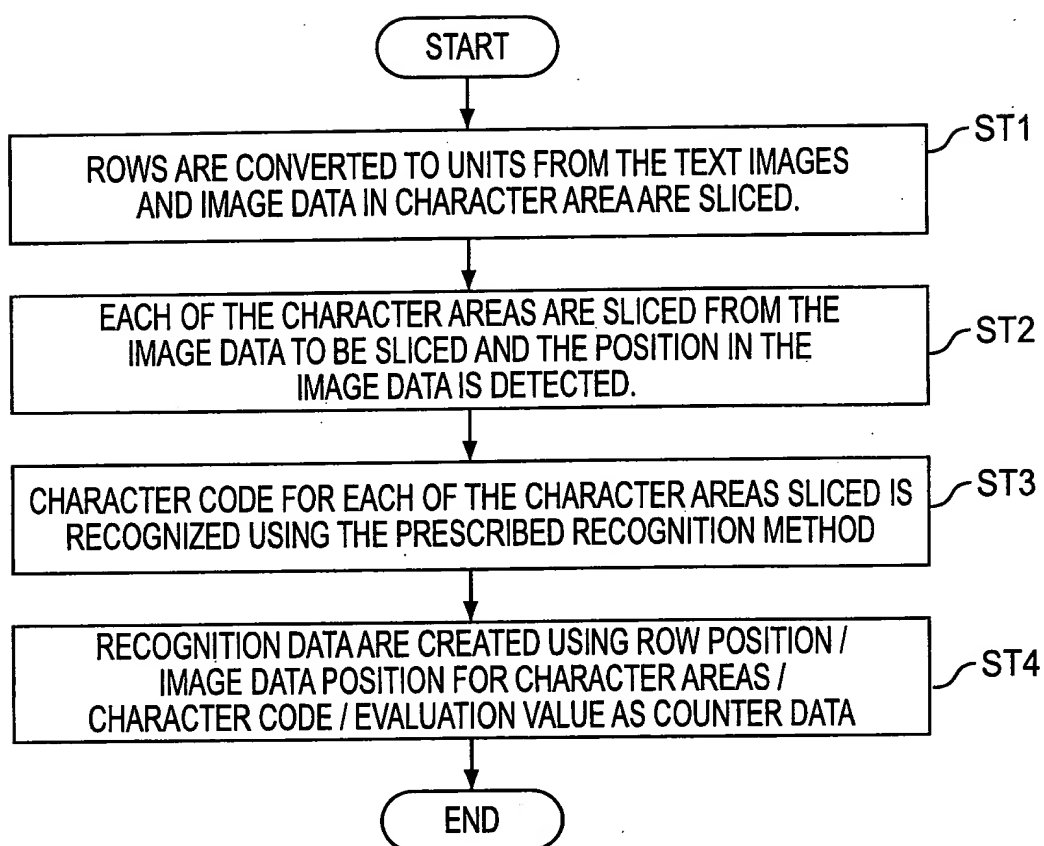 START
ROWS ARE CONVERTED TO UNITS FROM THE TEXT IMAGES
AND IMAGE DATA IN CHARACTER AREA ARE SLICED.
ST1
EACH OF THE CHARACTER AREAS ARE SLICED FROM THE
IMAGE DATA TO BE SLICED AND THE POSITION IN THE
IMAGE DATA IS DETECTED.
ST2
CHARACTER CODE FOR EACH OF THE CHARACTER AREAS SLICED IS
RECOGNIZED USING THE PRESCRIBED RECOGNITION METHOD
ST3
RECOGNITION DATA ARE CREATED USING ROW POSITION /
IMAGE DATA POSITION FOR CHARACTER AREAS /
CHARACTER CODE / EVALUATION VALUE AS COUNTER DATA
ST4
END